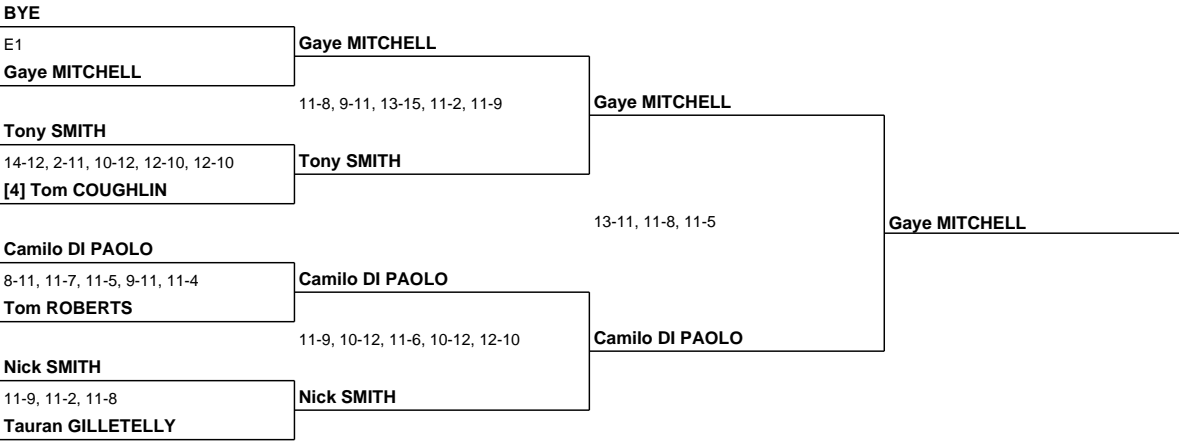 BYE
E1
Gaye MITCHELL
Gaye MITCHELL
11-8, 9-11, 13-15, 11-2, 11-9
Gaye MITCHELL
Tony SMITH
14-12, 2-11, 10-12, 12-10, 12-10
Tony SMITH
[4] Tom COUGHLIN
13-11, 11-8, 11-5
Gaye MITCHELL
Camilo DI PAOLO
8-11, 11-7, 11-5, 9-11, 11-4
Camilo DI PAOLO
Tom ROBERTS
11-9, 10-12, 11-6, 10-12, 12-10
Camilo DI PAOLO
Nick SMITH
11-9, 11-2, 11-8
Nick SMITH
Tauran GILLETELLY